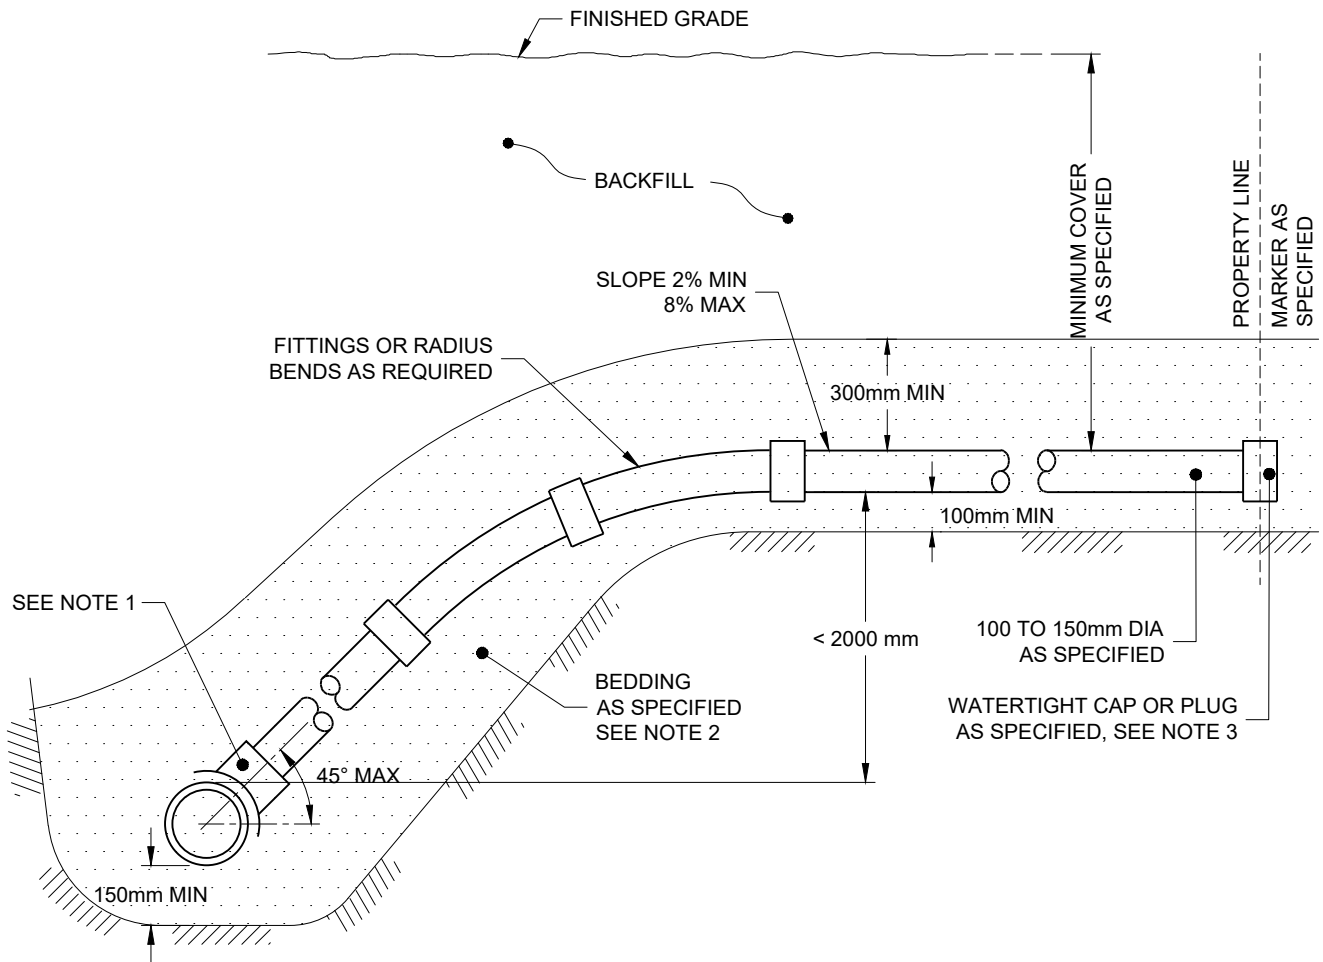 FINISHED GRADE
BACKFILL
MINIMUM COVER
AS SPECIFIED
PROPERTY LINE
MARKER AS
SPECIFIED
SLOPE 2% MIN
8% MAX
FITTINGS OR RADIUS
BENDS AS REQUIRED
300mm MIN
100mm MIN
SEE NOTE 1
< 2000 mm
100 TO 150mm DIA
AS SPECIFIED
BEDDING
AS SPECIFIED
SEE NOTE 2
WATERTIGHT CAP OR PLUG
AS SPECIFIED, SEE NOTE 3
45° MAX
150mm MIN